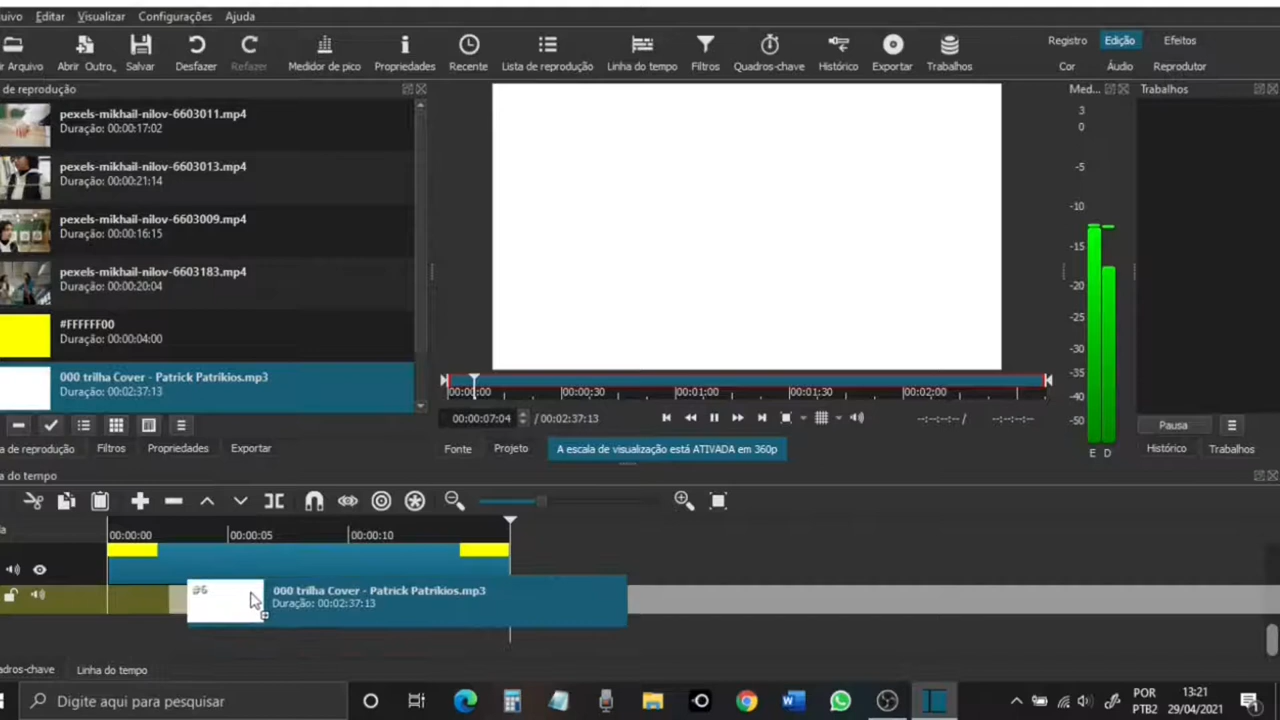 uivo Editar Visualizar Configurações Ajuda
ir Arquivo Abrir Outro, Salvar Desfazer Refazer Medidor de pico Propriedades Recente Lista de reprodução Linha do tempo Filtros Quadros-chave Histórico Exportar Trabalhos
Registro Edição Efeitos
Cor Áudio Reprodutor
de reprodução
Med... Trabalhos
pexels-mikhail-nilov-6603011.mp4
Duração: 00:00:17:02
pexels-mikhail-nilov-6603013.mp4
Duração: 00:00:21:14
pexels-mikhail-nilov-6603009.mp4
Duração: 00:00:16:15
pexels-mikhail-nilov-6603183.mp4
Duração: 00:00:20:04
#FFFFFF00
Duração: 00:00:04:00
000 trilha Cover - Patrick Patrikios.mp3
Duração: 00:02:37:13
3
0
-5
-10
-15
-20
-25
-30
-35
-40
-50
E D
00:00:00 00:00:30 00:01:00 00:01:30 00:02:00
00:00:07:04 / 00:02:37:13 --:--:--:-- / --:--:--:--
Pausa
a de reprodução Filtros Propriedades Exportar
Fonte Projeto A escala de visualização está ATIVADA em 360p
Histórico Trabalhos
a do tempo
00:00:00 00:00:05 00:00:10
#6 000 trilha Cover - Patrick Patrikios.mp3
Duração: 00:02:37:13
adros-chave Linha do tempo
Digite aqui para pesquisar
POR 13:21
PTB2 29/04/2021
1